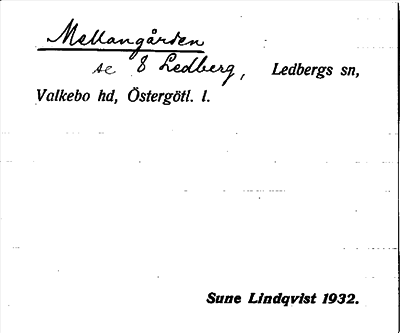 Mellangården
se 8 Ledberg, Ledbergs sn,
Valkebo hd, Östergötl. l.
Sune Lindqvist 1932.